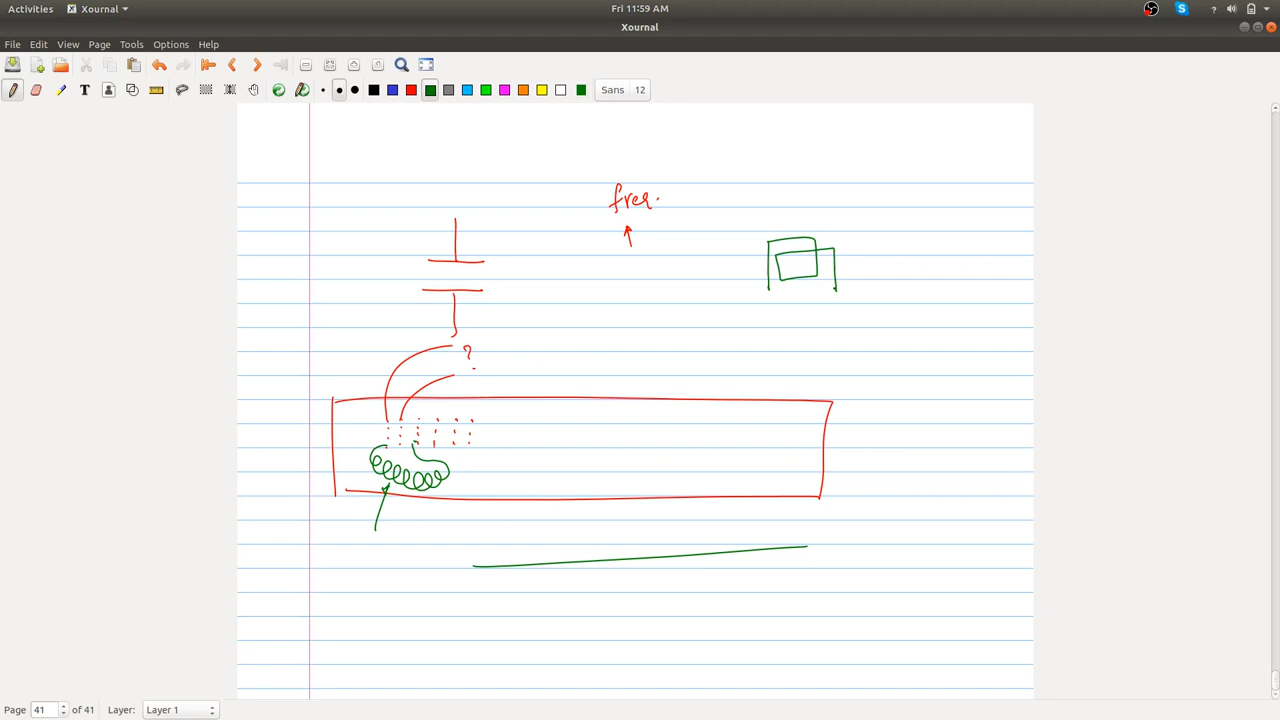 Activities
Xournal
Fri 11:59 AM
?
Xournal
File Edit View Page Tools Options Help
T
Sans 12
freq.
?
Page 41 of 41 Layer: Layer 1